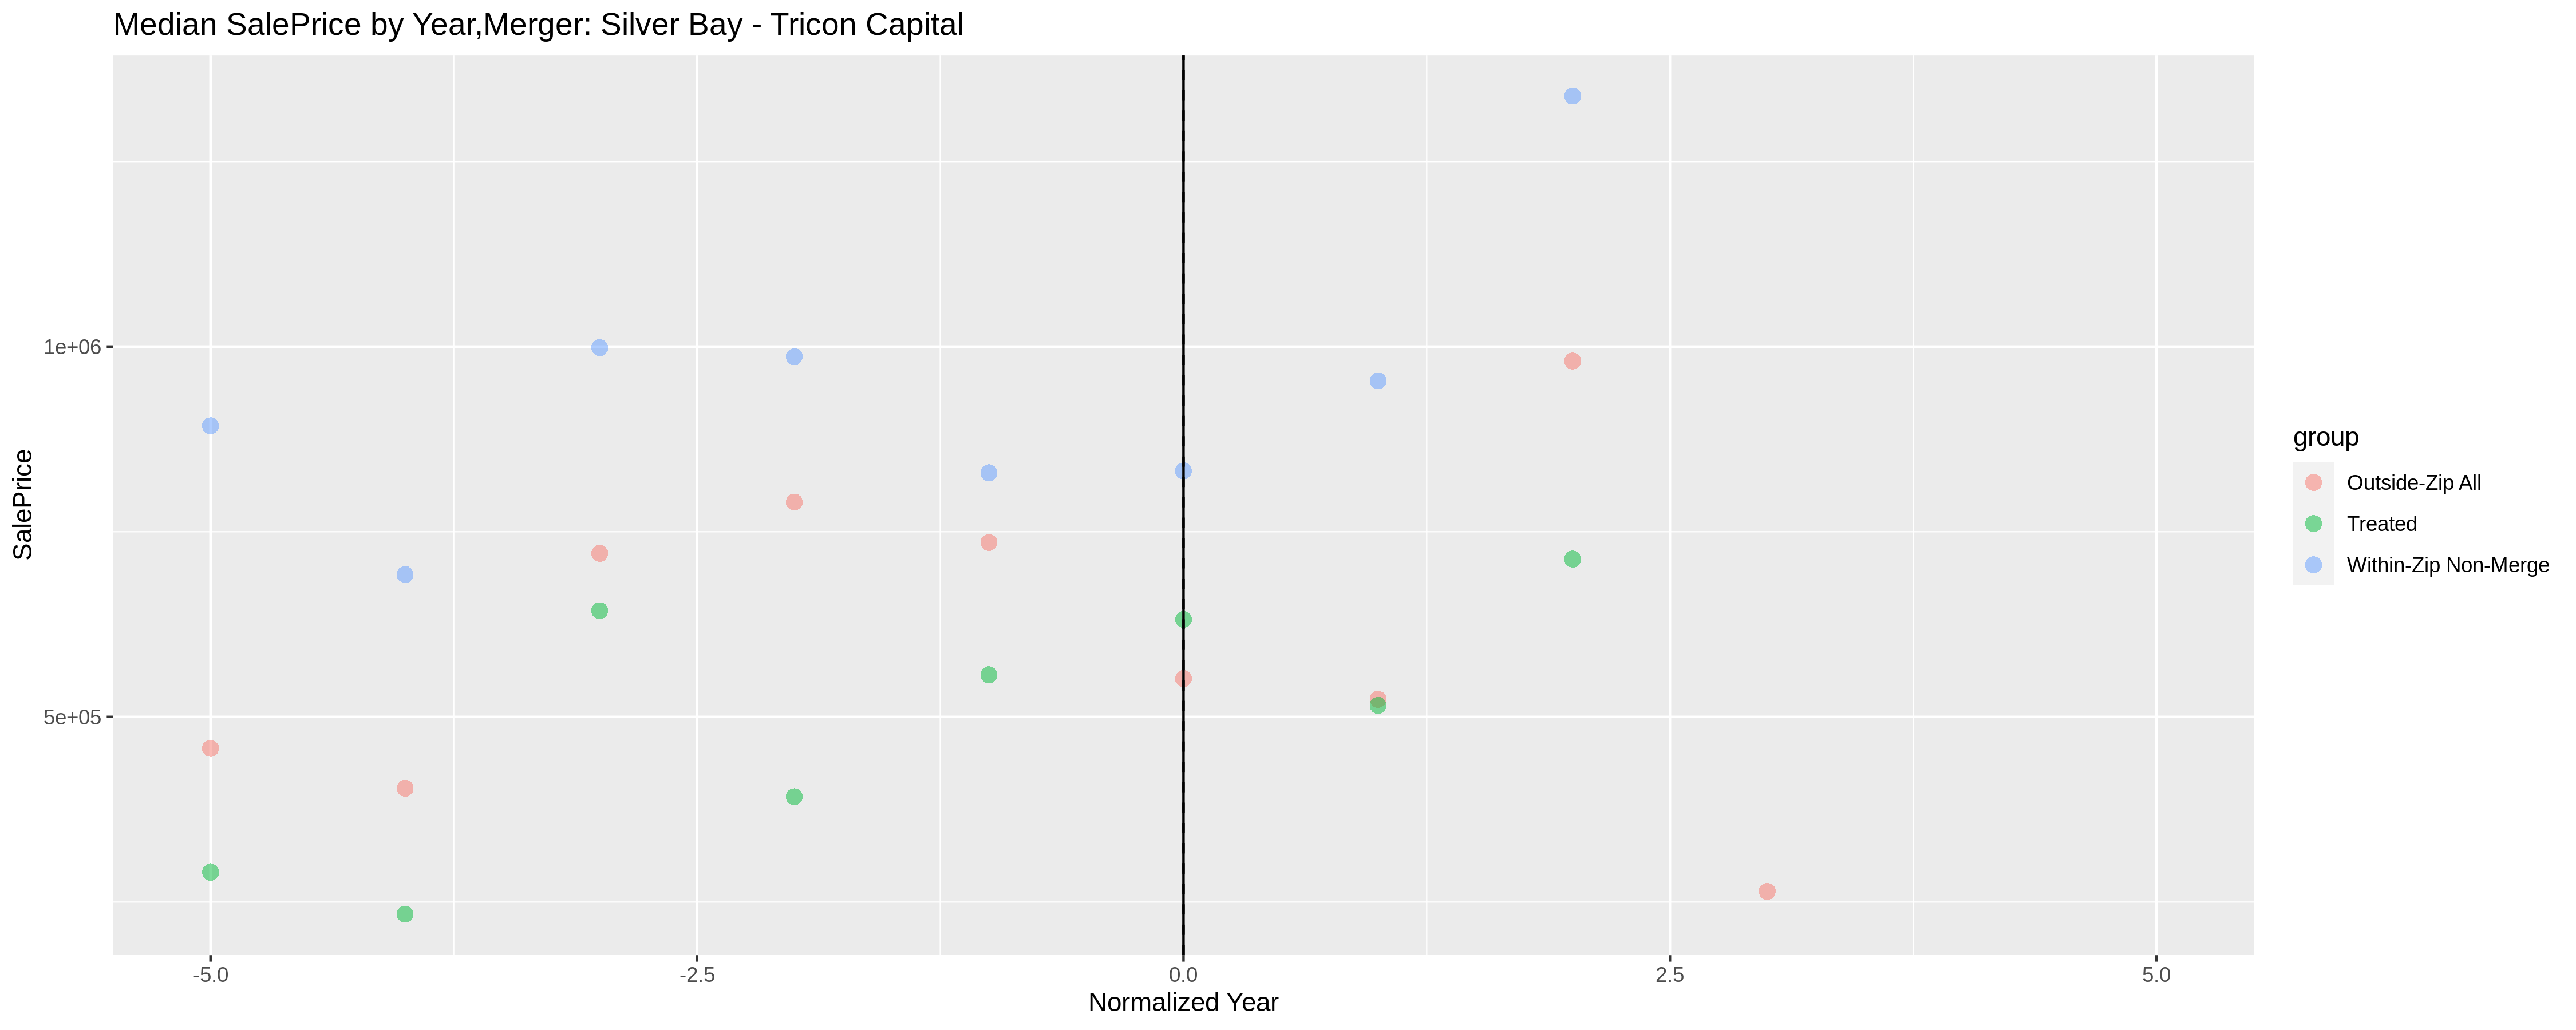 Median SalePrice by Year,Merger: Silver Bay - Tricon Capital
SalePrice
1e+06
5e+05
-5.0
-2.5
0.0
2.5
5.0
Normalized Year
group
Outside-Zip All
Treated
Within-Zip Non-Merge